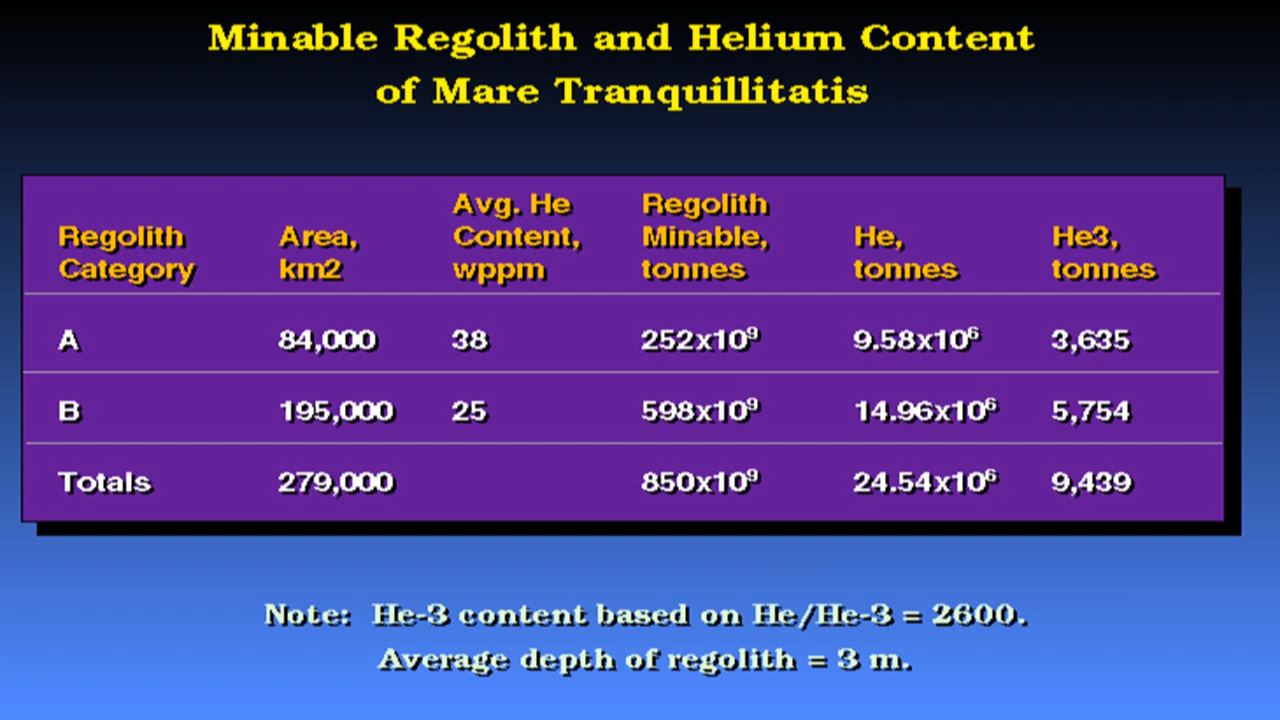 Minable Regolith and Helium Content
of Mare Tranquillitatis
Regolith Category Area, km2 Avg. He Content, wppm Regolith Minable, tonnes He, tonnes He3, tonnes
A 84,000 38 252x10⁹ 9.58x10⁶ 3,635
B 195,000 25 598x10⁹ 14.96x10⁶ 5,754
Totals 279,000 850x10⁹ 24.54x10⁶ 9,439
Note: He-3 content based on He/He-3 = 2600.
Average depth of regolith = 3 m.